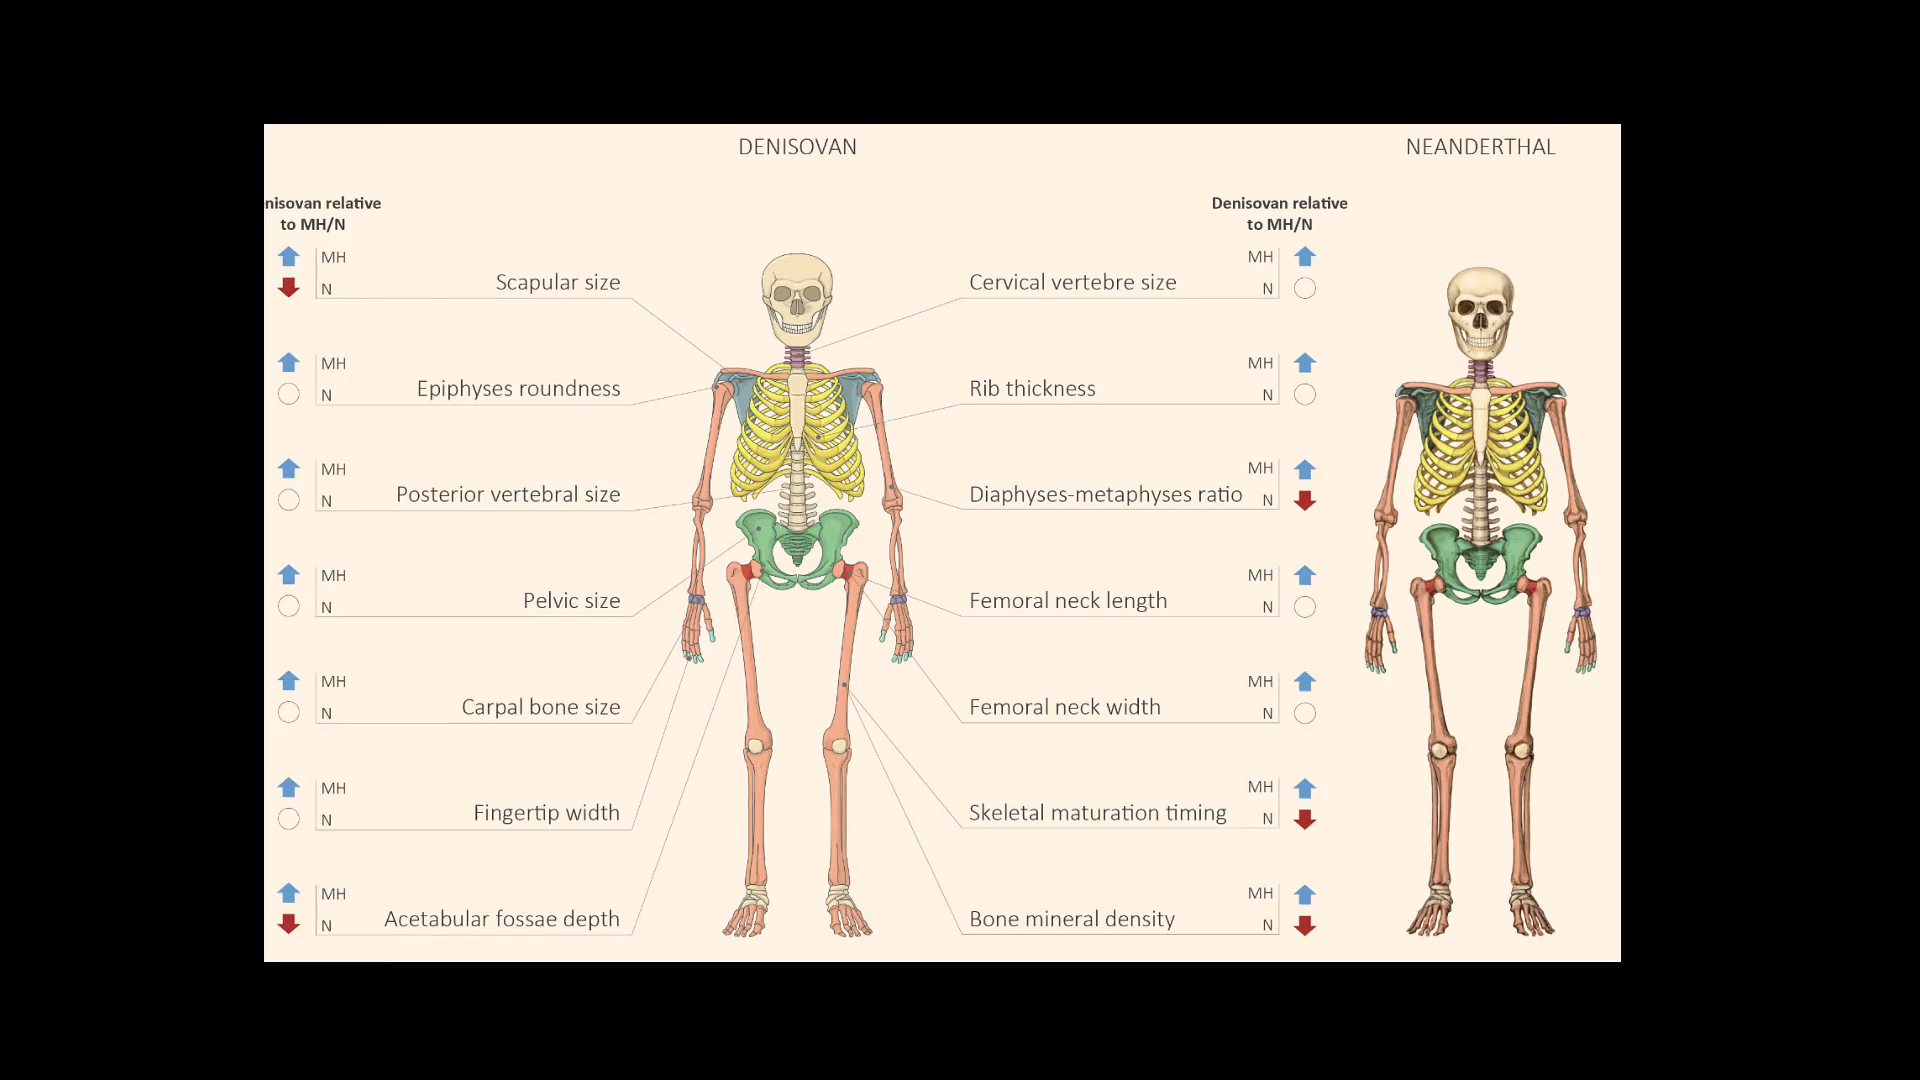 DENISOVAN
NEANDERTHAL
nisovan relative
to MH/N
Denisovan relative
to MH/N
MH
N
Scapular size
Cervical vertebre size
MH
N
MH
N
Epiphyses roundness
Rib thickness
MH
N
MH
N
Posterior vertebral size
Diaphyses-metaphyses ratio
MH
N
MH
N
Pelvic size
Femoral neck length
MH
N
MH
N
Carpal bone size
Femoral neck width
MH
N
MH
N
Fingertip width
Skeletal maturation timing
MH
N
MH
N
Acetabular fossae depth
Bone mineral density
MH
N